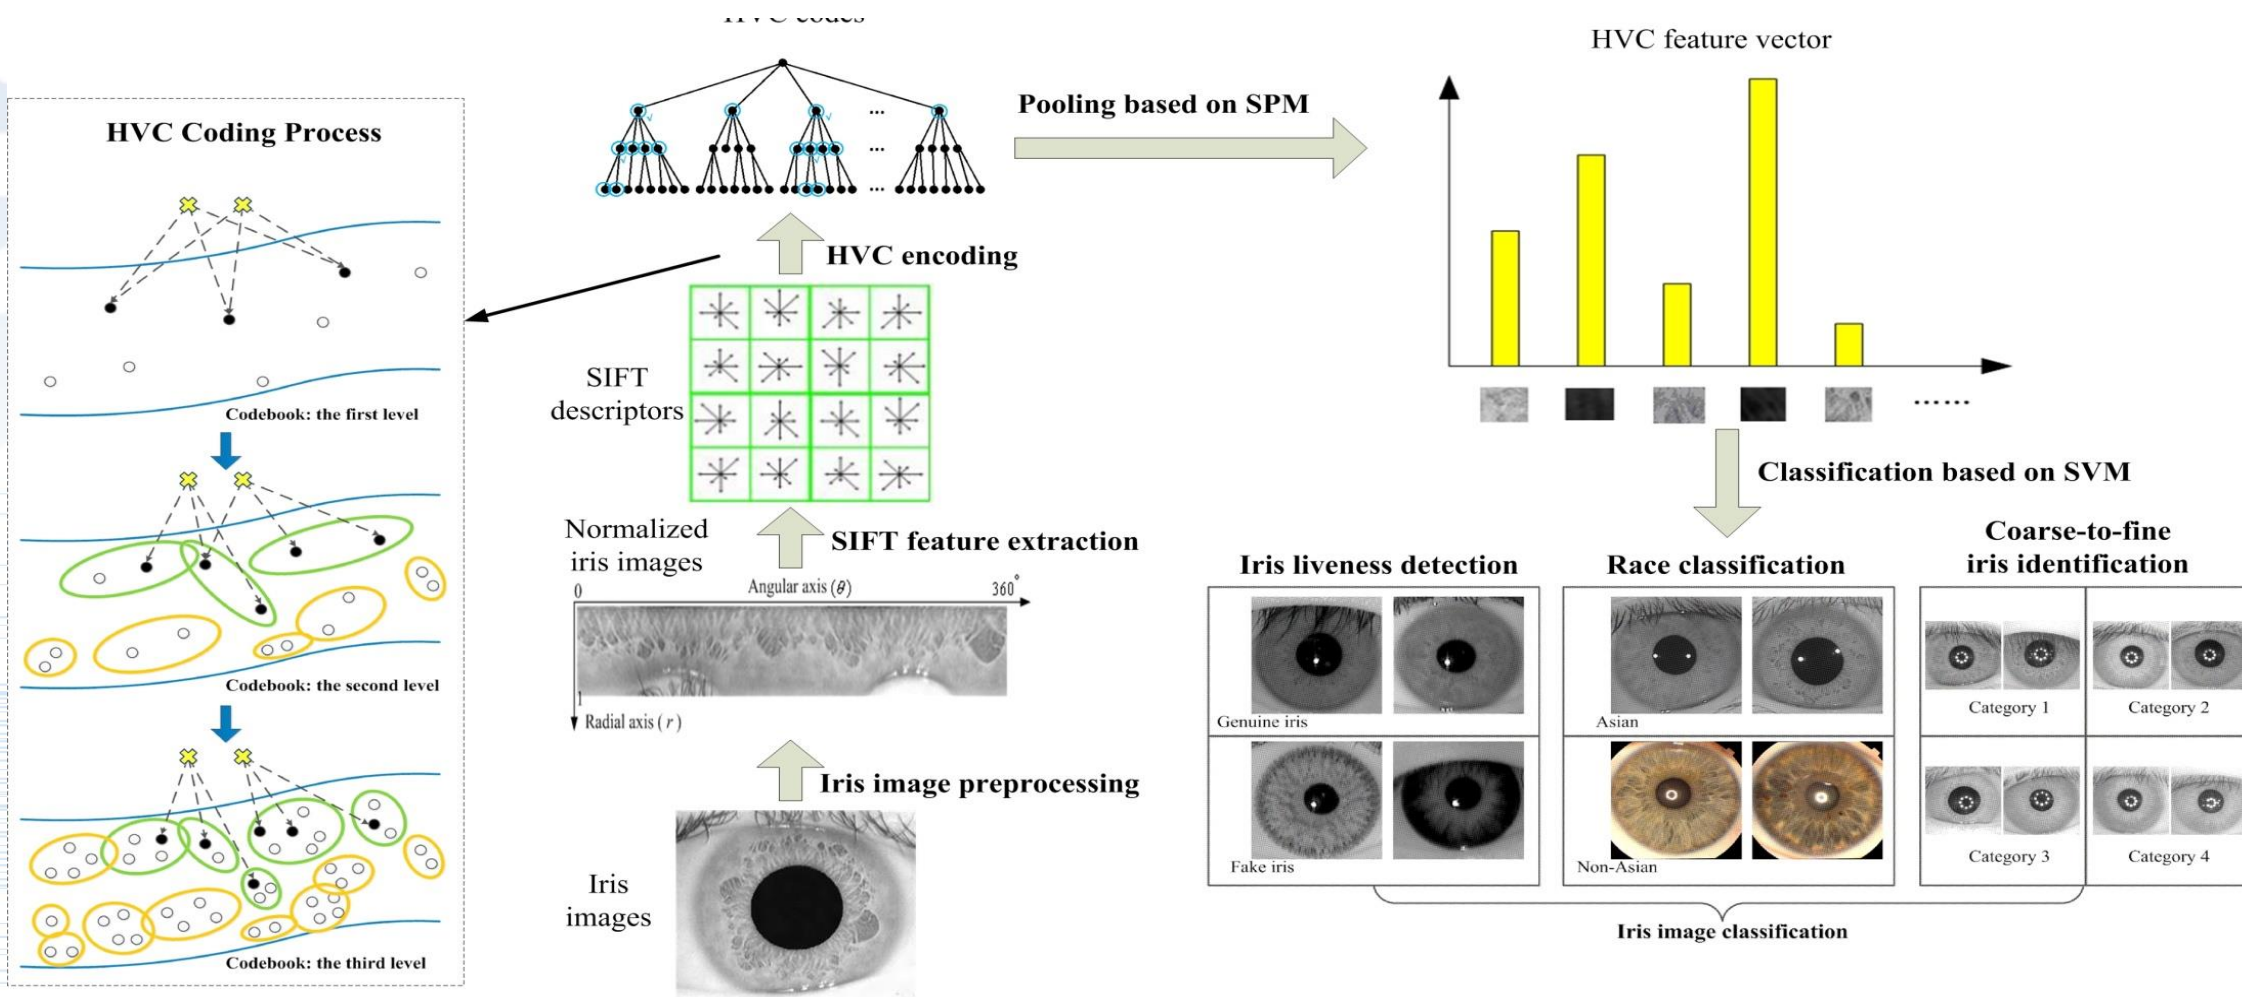 HVC codes
HVC feature vector
Pooling based on SPM
HVC Coding Process
...
...
...
HVC encoding
SIFT
descriptors
Codebook: the first level
......
Classification based on SVM
Normalized
iris images
SIFT feature extraction
Coarse-to-fine
iris identification
Iris liveness detection
Race classification
0
Angular axis (θ)
360°
1
Radial axis (r)
Codebook: the second level
Genuine iris
Asian
Category 1
Category 2
Iris image preprocessing
Fake iris
Non-Asian
Category 3
Category 4
Iris
images
Iris image classification
Codebook: the third level